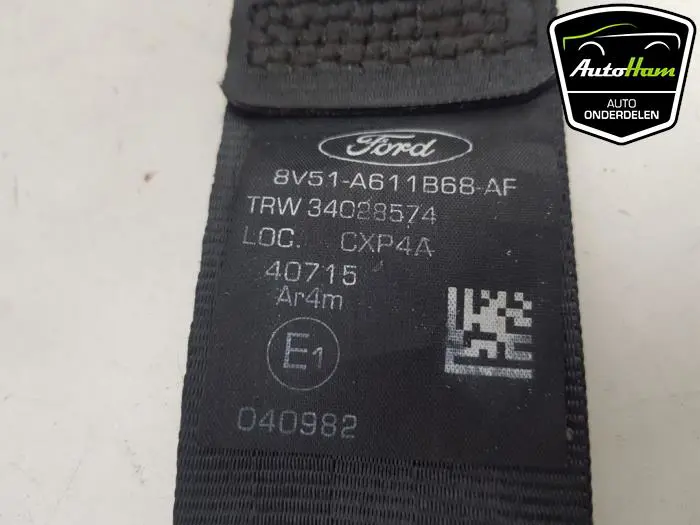 AutoHam
AUTO
ONDERDELEN
Ford
8V51-A611B68-AF
TRW 34028574
LOC. CXP4A
40715
Ar4m
E1
040982